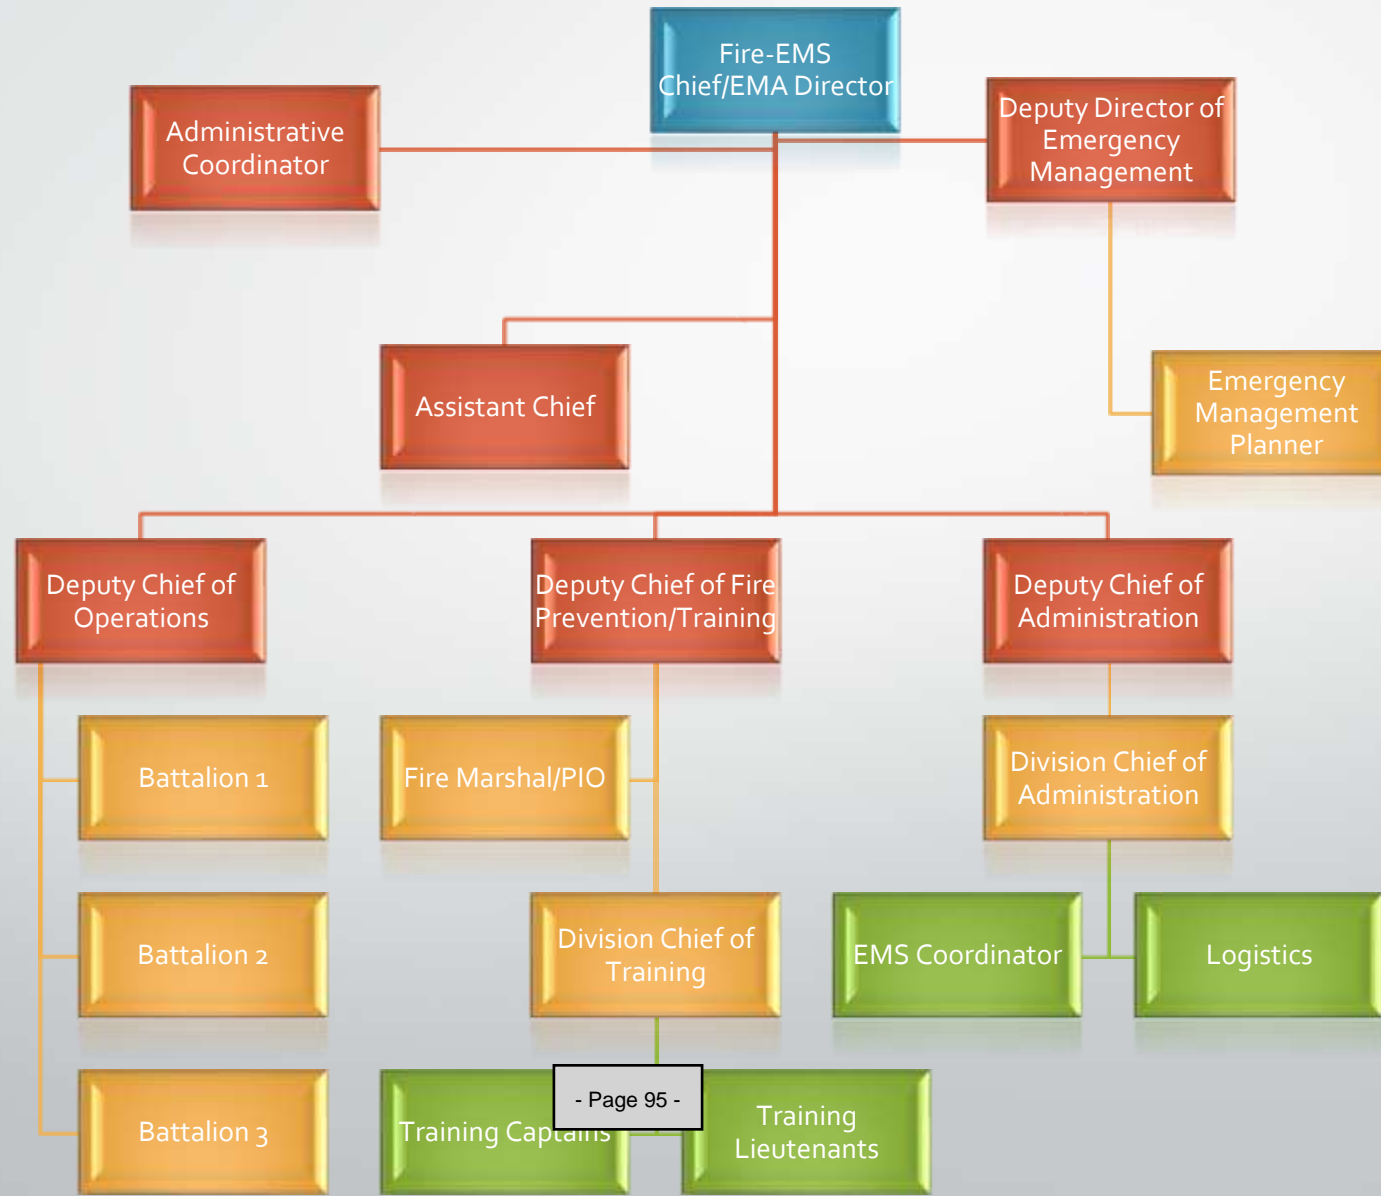 Fire-EMS
Chief/EMA Director
Administrative
Coordinator
Deputy Director of
Emergency
Management
Assistant Chief
Emergency
Management
Planner
Deputy Chief of
Operations
Deputy Chief of Fire
Prevention/Training
Deputy Chief of
Administration
Battalion 1
Fire Marshal/PIO
Division Chief of
Administration
Battalion 2
Division Chief of
Training
EMS Coordinator
Logistics
Battalion 3
Training Captains
- Page 95 -
Training
Lieutenants